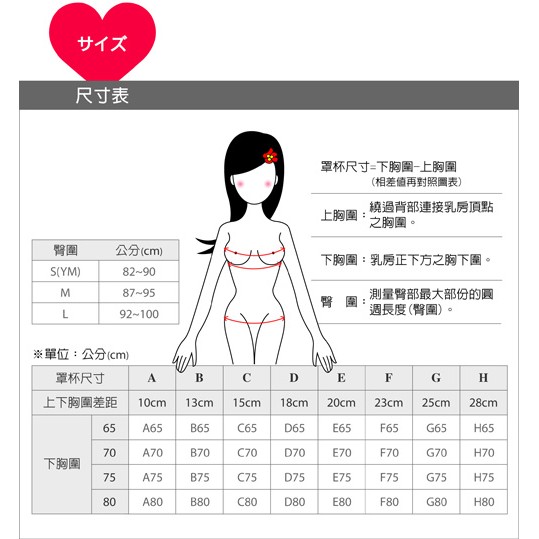 サイズ
尺寸表
罩杯尺寸=下胸圍-上胸圍
(相差値再對照圖表)
上胸圍：繞過背部連接乳房頂點
之胸圍。
下胸圍：乳房正下方之胸下圍。
臀 圍：測量臀部最大部份的圓
週長度(臀圍)。
臀圍 公分(cm)
S(YM) 82~90
M 87~95
L 92~100
※單位：公分(cm)
罩杯尺寸 A B C D E F G H
上下胸圍差距 10cm 13cm 15cm 18cm 20cm 23cm 25cm 28cm
下胸圍
65 A65 B65 C65 D65 E65 F65 G65 H65
70 A70 B70 C70 D70 E70 F70 G70 H70
75 A75 B75 C75 D75 E75 F75 G75 H75
80 A80 B80 C80 D80 E80 F80 G80 H80